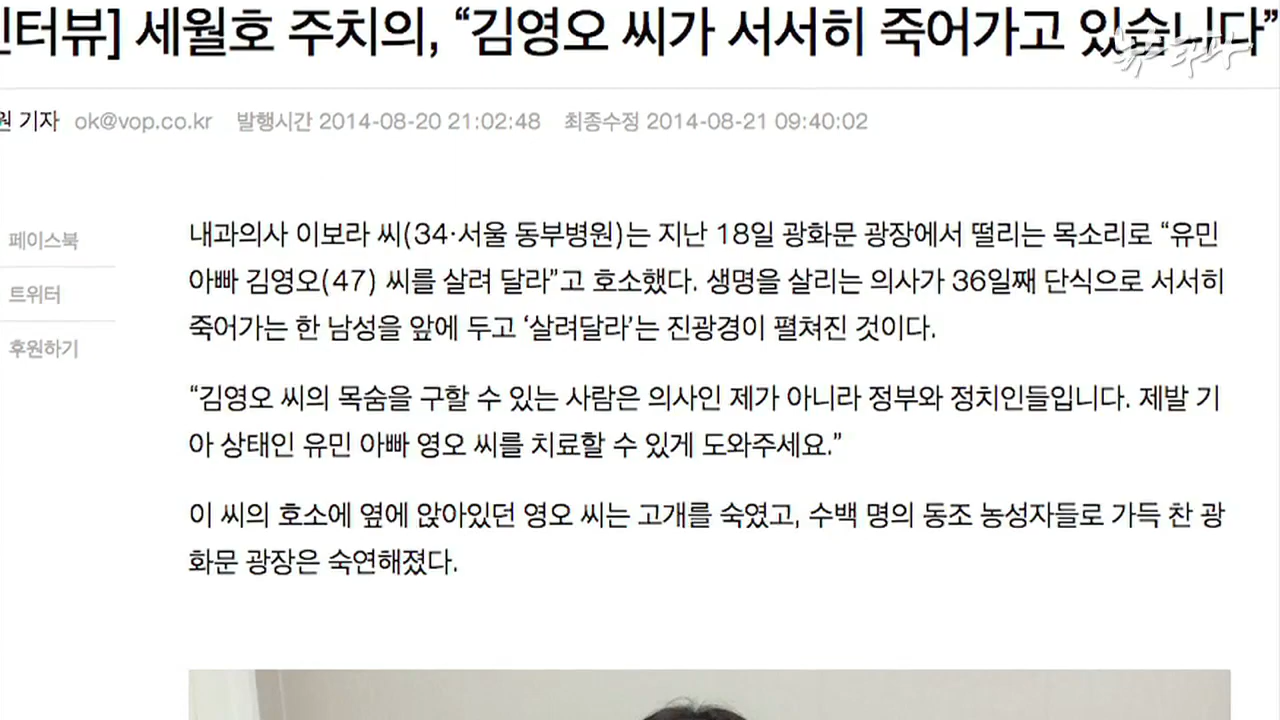 인터뷰] 세월호 주치의, “김영오 씨가 서서히 죽어가고 있습니다”
뉴스타파
원 기자 ok@vop.co.kr 발행시간 2014-08-20 21:02:48 최종수정 2014-08-21 09:40:02
페이스북
트위터
후원하기
내과의사 이보라 씨(34·서울 동부병원)는 지난 18일 광화문 광장에서 떨리는 목소리로 “유민
아빠 김영오(47) 씨를 살려 달라”고 호소했다. 생명을 살리는 의사가 36일째 단식으로 서서히
죽어가는 한 남성을 앞에 두고 ‘살려달라’는 진광경이 펼쳐진 것이다.
“김영오 씨의 목숨을 구할 수 있는 사람은 의사인 제가 아니라 정부와 정치인들입니다. 제발 기
아 상태인 유민 아빠 영오 씨를 치료할 수 있게 도와주세요.”
이 씨의 호소에 옆에 앉아있던 영오 씨는 고개를 숙였고, 수백 명의 동조 농성자들로 가득 찬 광
화문 광장은 숙연해졌다.